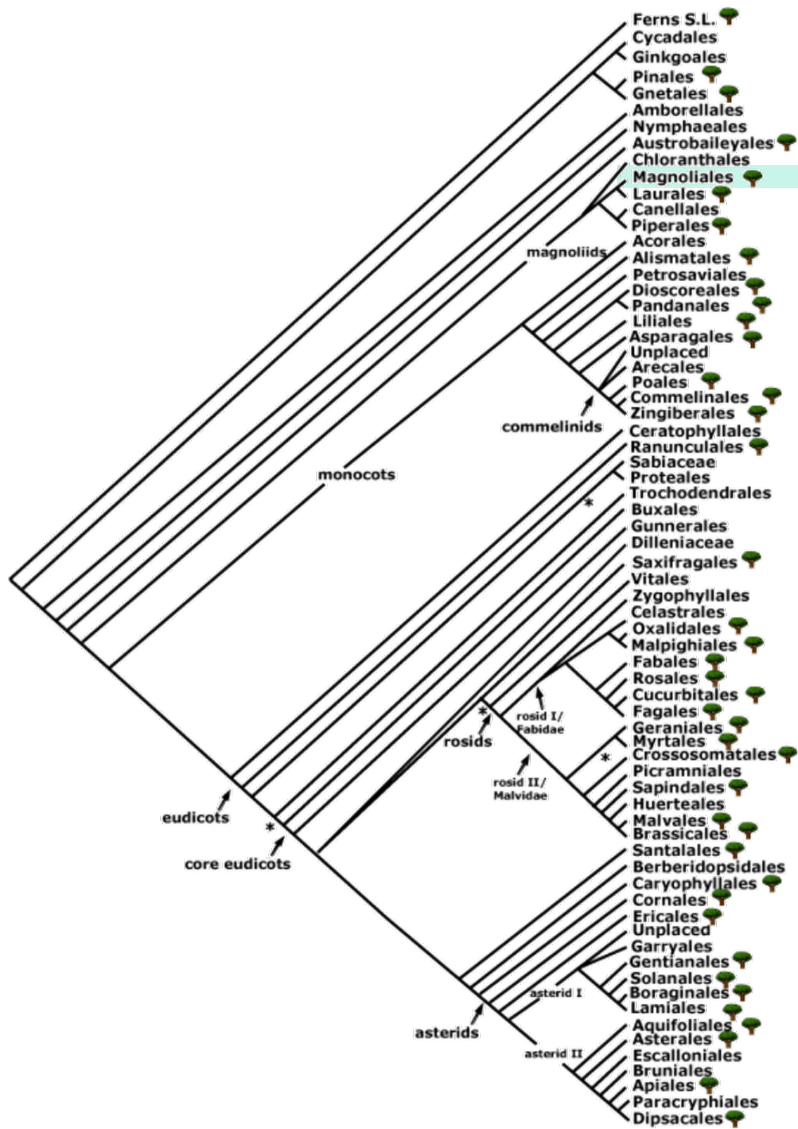 Ferns S.L.
Cycadales
Ginkgoales
Pinales
Gnetales
Amborellales
Nymphaeales
Austrobaileyales
Chloranthales
Magnoliales
Laurales
Canellales
Piperales
magnoliids
Acorales
Alismatales
Petrosaviales
Dioscoreales
Pandanales
Liliales
Asparagales
Unplaced
Arecales
Poales
Commelinales
Zingiberales
commelinids
monocots
Ceratophyllales
Ranunculales
Sabiaceae
Proteales
Trochodendrales
*
Buxales
Gunnerales
Dilleniaceae
Saxifragales
Vitales
Zygophyllales
Celastrales
Oxalidales
Malpighiales
Fabales
Rosales
Cucurbitales
Fagales
*
rosids
rosid I/
Fabidae
Geraniales
Myrtales
*
Crossosomatales
Picramniales
rosid II/
Malvidae
Sapindales
Huerteales
Malvales
Brassicales
eudicots
*
core eudicots
Santalales
Berberidopsidales
Caryophyllales
Cornales
Ericales
Unplaced
Garryales
Gentianales
Solanales
asterid I
Boraginales
Lamiales
asterids
Aquifoliales
Asterales
asterid II
Escalloniales
Bruniales
Apiales
Paracryphiales
Dipsacales